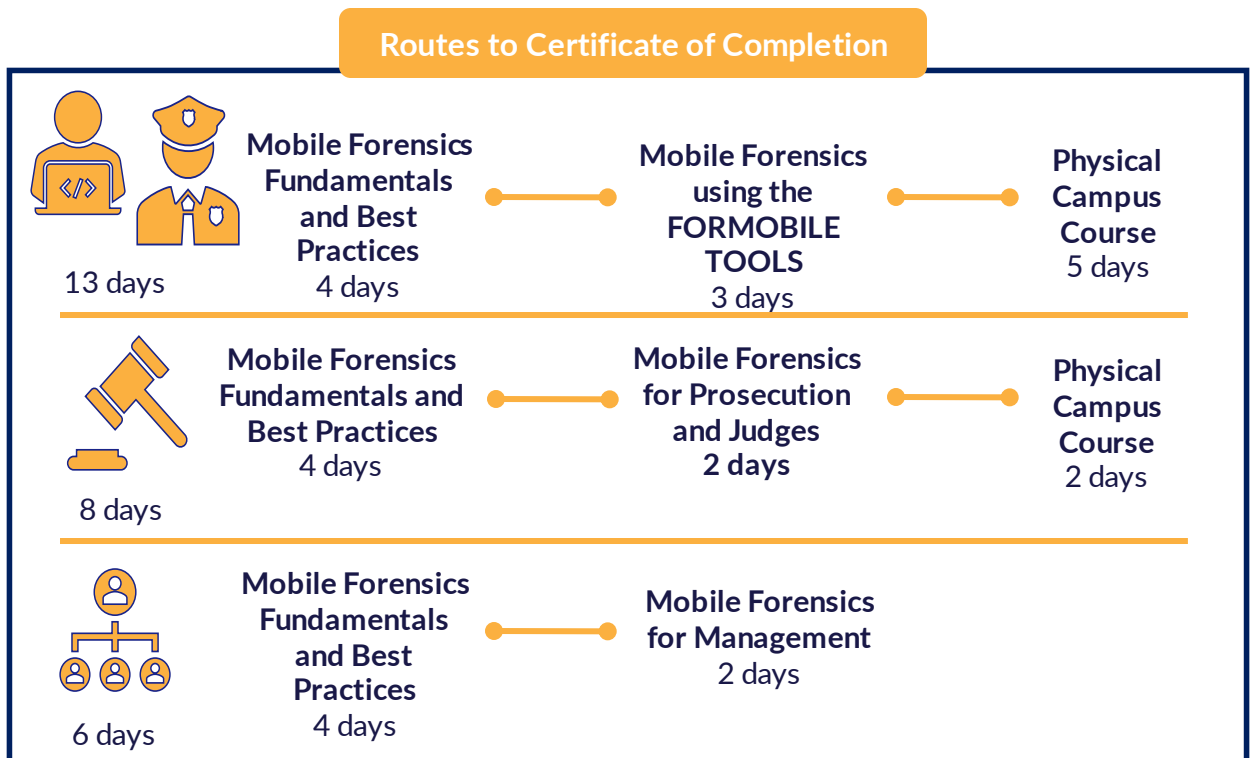 Routes to Certificate of Completion
</>
Mobile Forensics
Fundamentals
and Best
Practices
4 days
Mobile Forensics
using the
FORMOBILE
TOOLS
3 days
Physical
Campus
Course
5 days
13 days
Mobile Forensics
Fundamentals and
Best Practices
4 days
Mobile Forensics
for Prosecution
and Judges
2 days
Physical
Campus
Course
2 days
8 days
Mobile Forensics
Fundamentals
and Best
Practices
4 days
Mobile Forensics
for Management
2 days
6 days